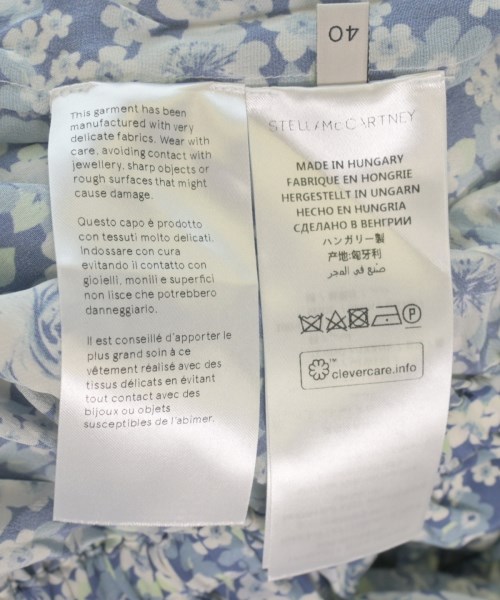 40
This garment has been
manufactured with very
delicate fabrics. Wear with
care, avoiding contact with
jewellery, sharp objects or
rough surfaces that might
cause damage.
Questo capo è prodotto
con tessuti molto delicati.
Indossare con cura
evitando il contatto con
gioielli, monili e superfici
non lisce che potrebbero
danneggiarlo.
Il est conseillé d'apporter le
plus grand soin à ce
vêtement réalisé avec des
tissus délicats en évitant
tout contact avec des
bijoux ou objets
susceptibles de l'abimer.
STELLA McCARTNEY
MADE IN HUNGARY
FABRIQUE EN HONGRIE
HERGESTELLT IN UNGARN
HECHO EN HUNGRIA
СДЕЛАНО В ВЕНГРИИ
ハンガリー製
产地:匈牙利
صنع في المجر
P
™
clevercare.info